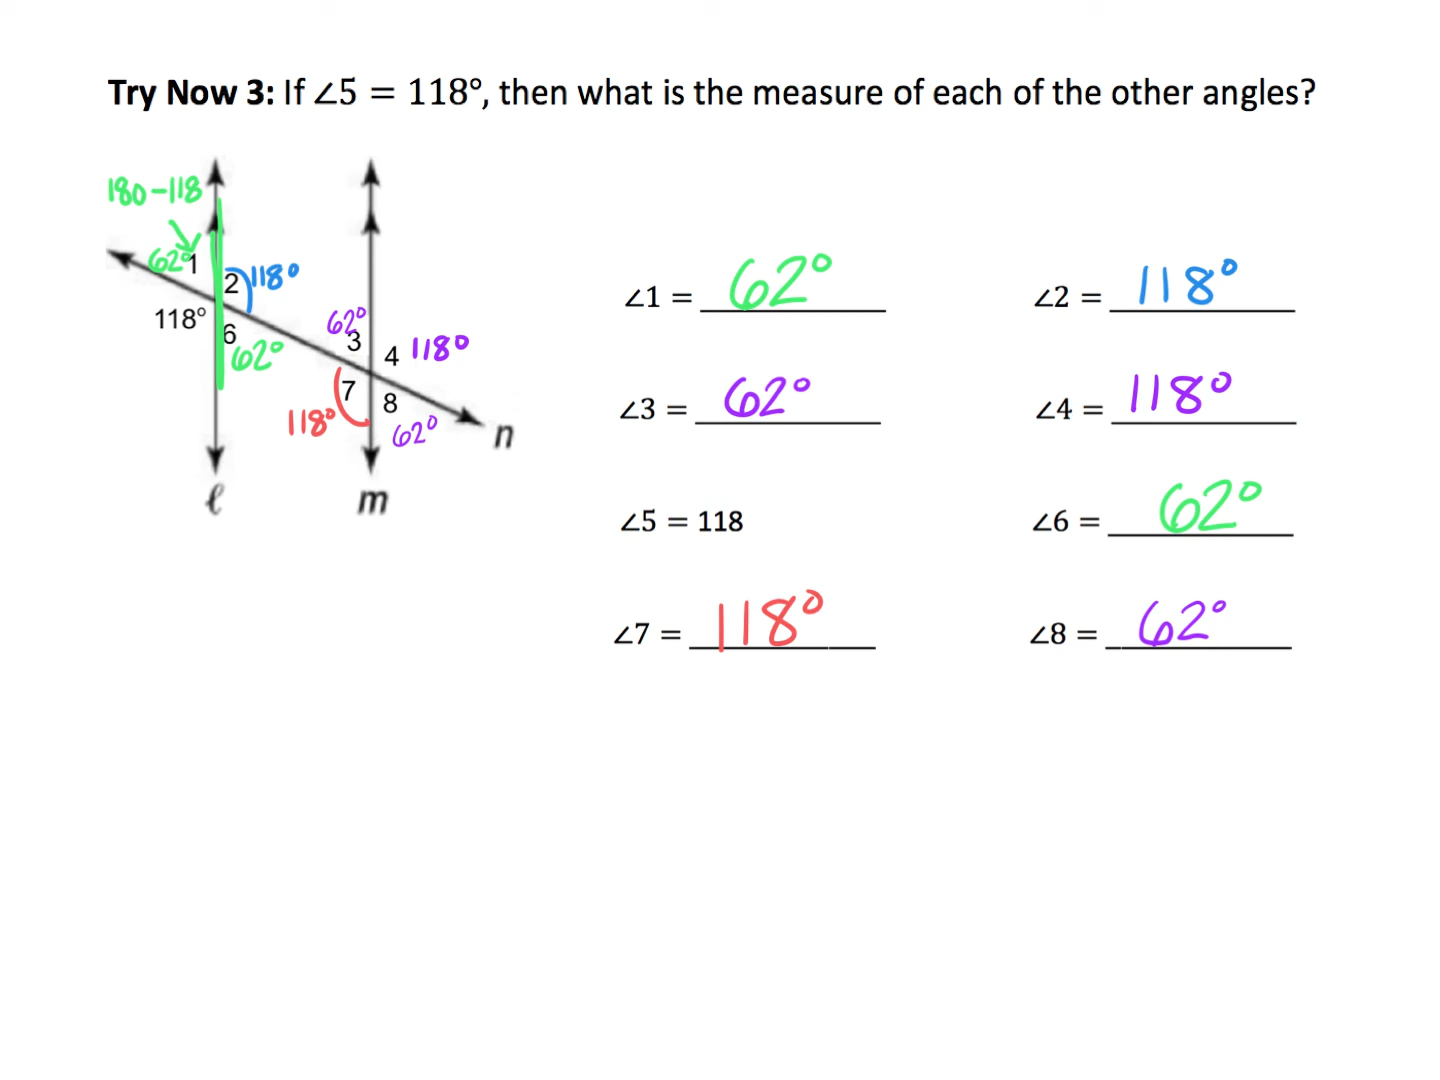 Try Now 3: If ∠5 = 118°, then what is the measure of each of the other angles?
180-118
62°
1
2
118°
118°
6
62°
62°
3
4
118°
7
118°
8
62°
n
ℓ
m
∠1 = 62°
∠2 = 118°
∠3 = 62°
∠4 = 118°
∠5 = 118
∠6 = 62°
∠7 = 118°
∠8 = 62°